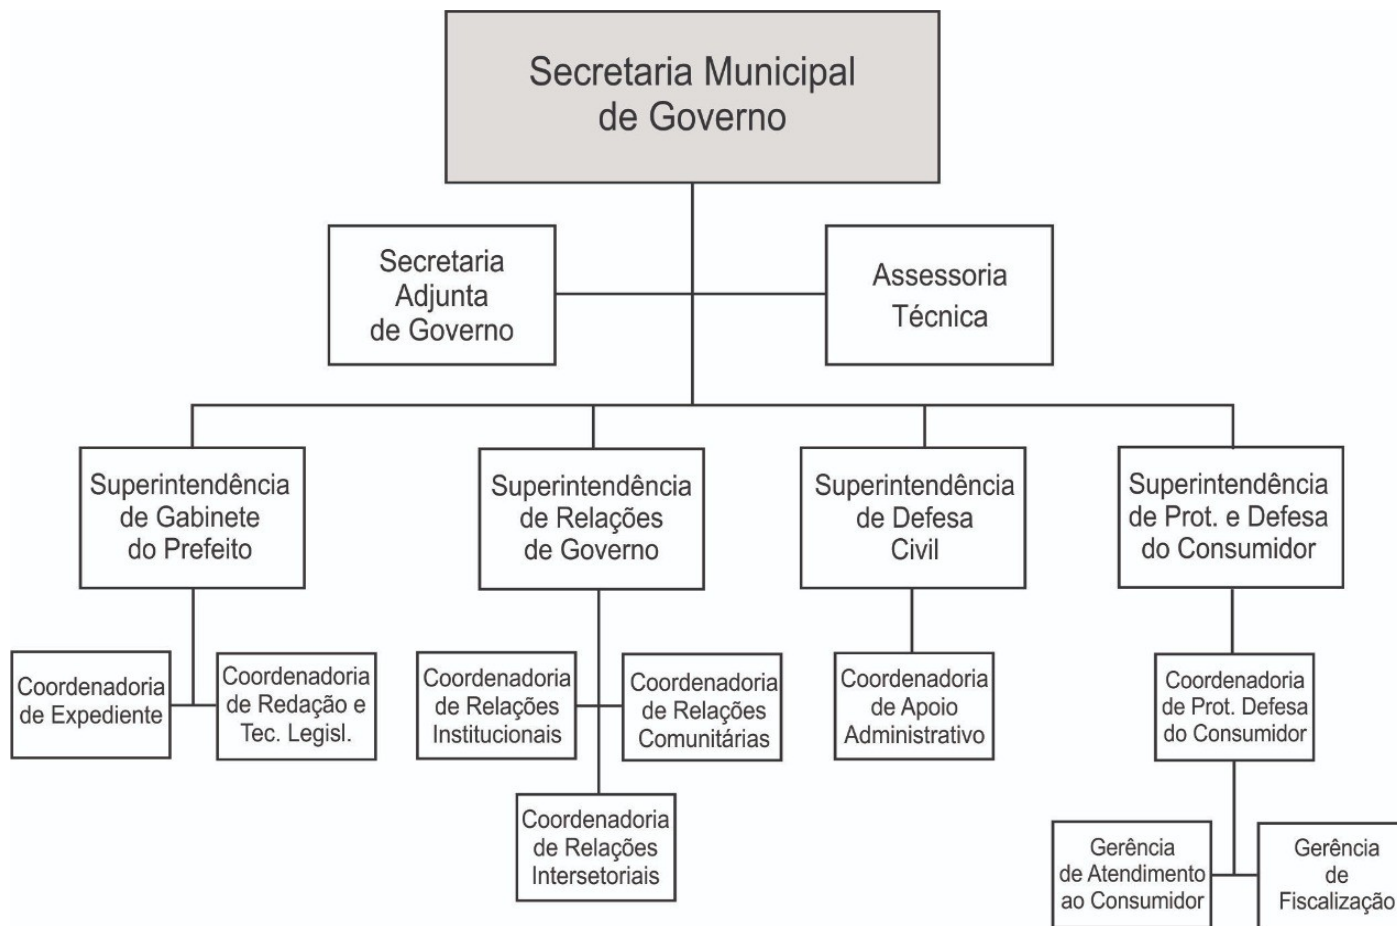 Secretaria Municipal
de Governo
Secretaria
Adjunta
de Governo
Assessoria
Técnica
Superintendência
de Gabinete
do Prefeito
Superintendência
de Relações
de Governo
Superintendência
de Defesa
Civil
Superintendência
de Prot. e Defesa
do Consumidor
Coordenadoria
de Expediente
Coordenadoria
de Redação e
Tec. Legisl.
Coordenadoria
de Relações
Institucionais
Coordenadoria
de Relações
Comunitárias
Coordenadoria
de Apoio
Administrativo
Coordenadoria
de Prot. Defesa
do Consumidor
Coordenadoria
de Relações
Intersetoriais
Gerência
de Atendimento
ao Consumidor
Gerência
de
Fiscalização